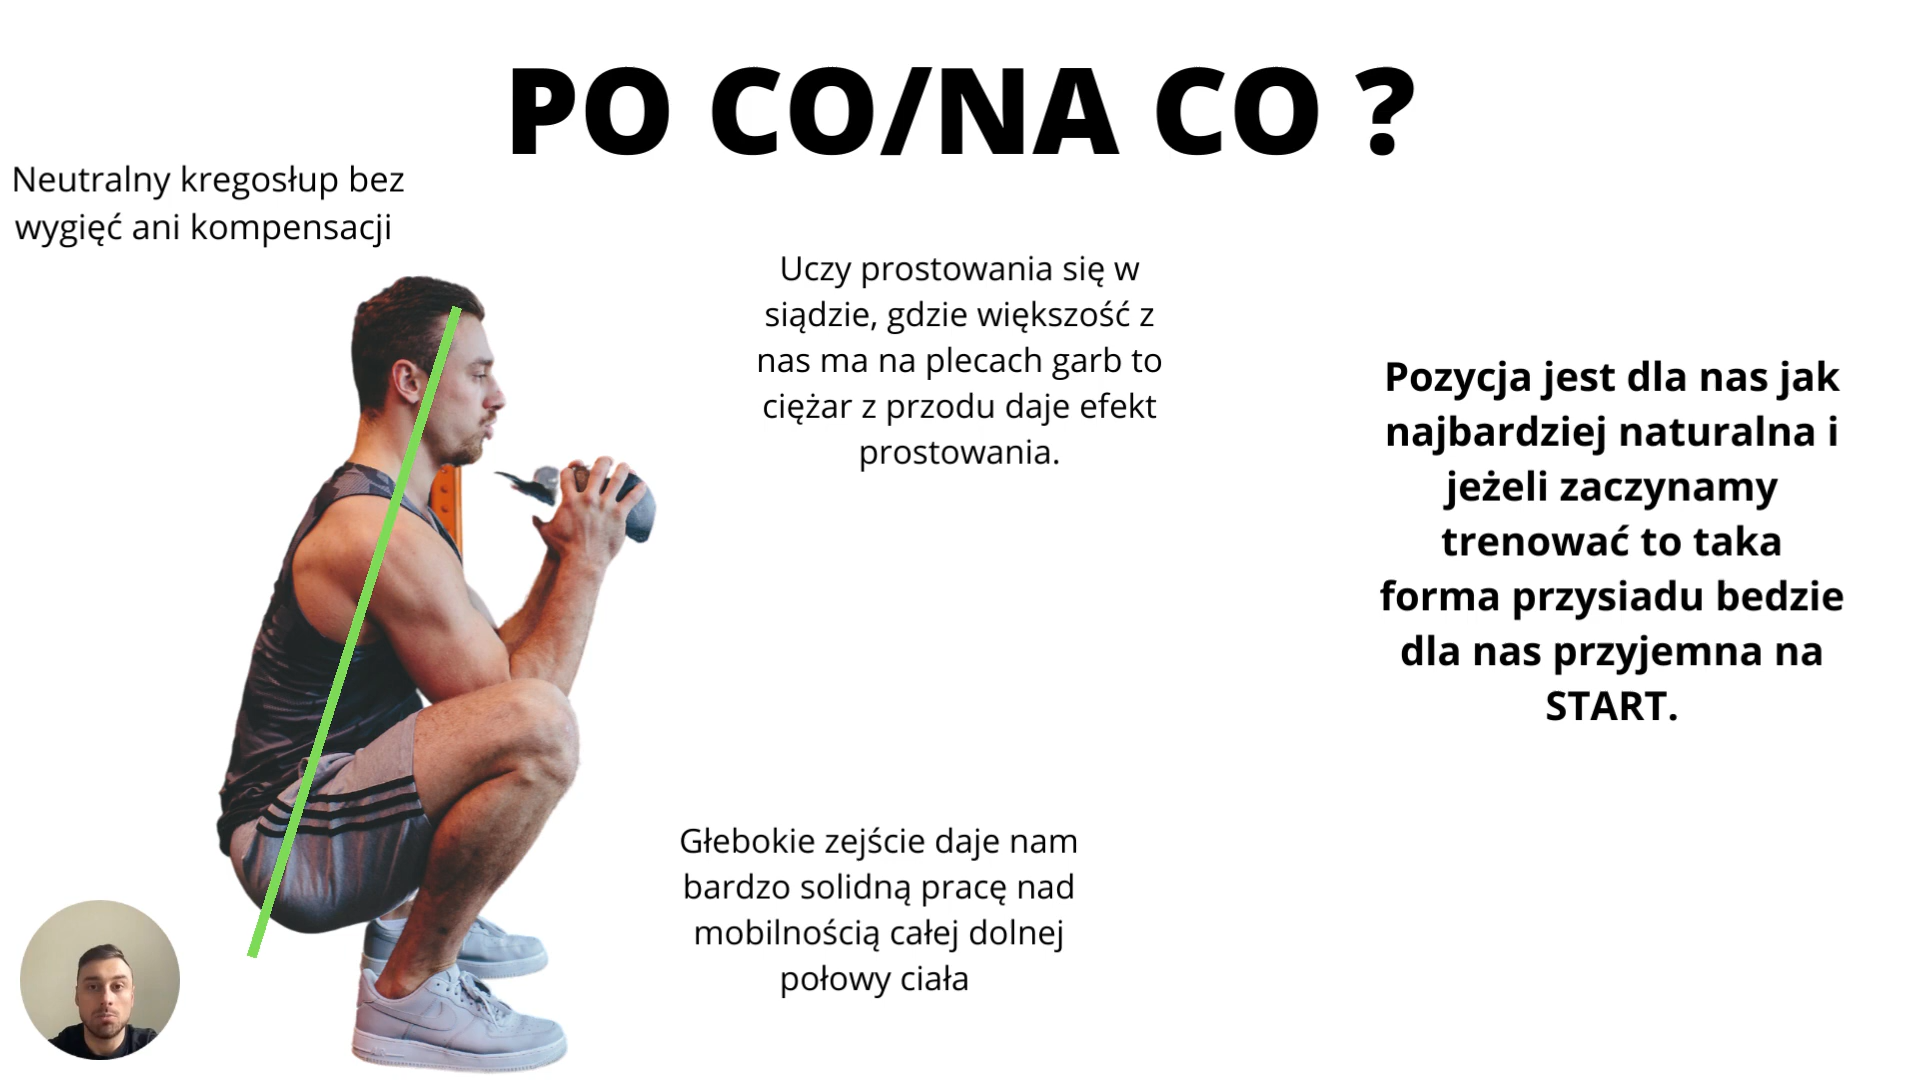 PO CO/NA CO ?
Neutralny kregosłup bez
wygięć ani kompensacji
Uczy prostowania się w
siądzie, gdzie większość z
nas ma na plecach garb to
ciężar z przodu daje efekt
prostowania.
Pozycja jest dla nas jak
najbardziej naturalna i
jeżeli zaczynamy
trenować to taka
forma przysiadu bedzie
dla nas przyjemna na
START.
Głebokie zejście daje nam
bardzo solidną pracę nad
mobilnością całej dolnej
połowy ciała